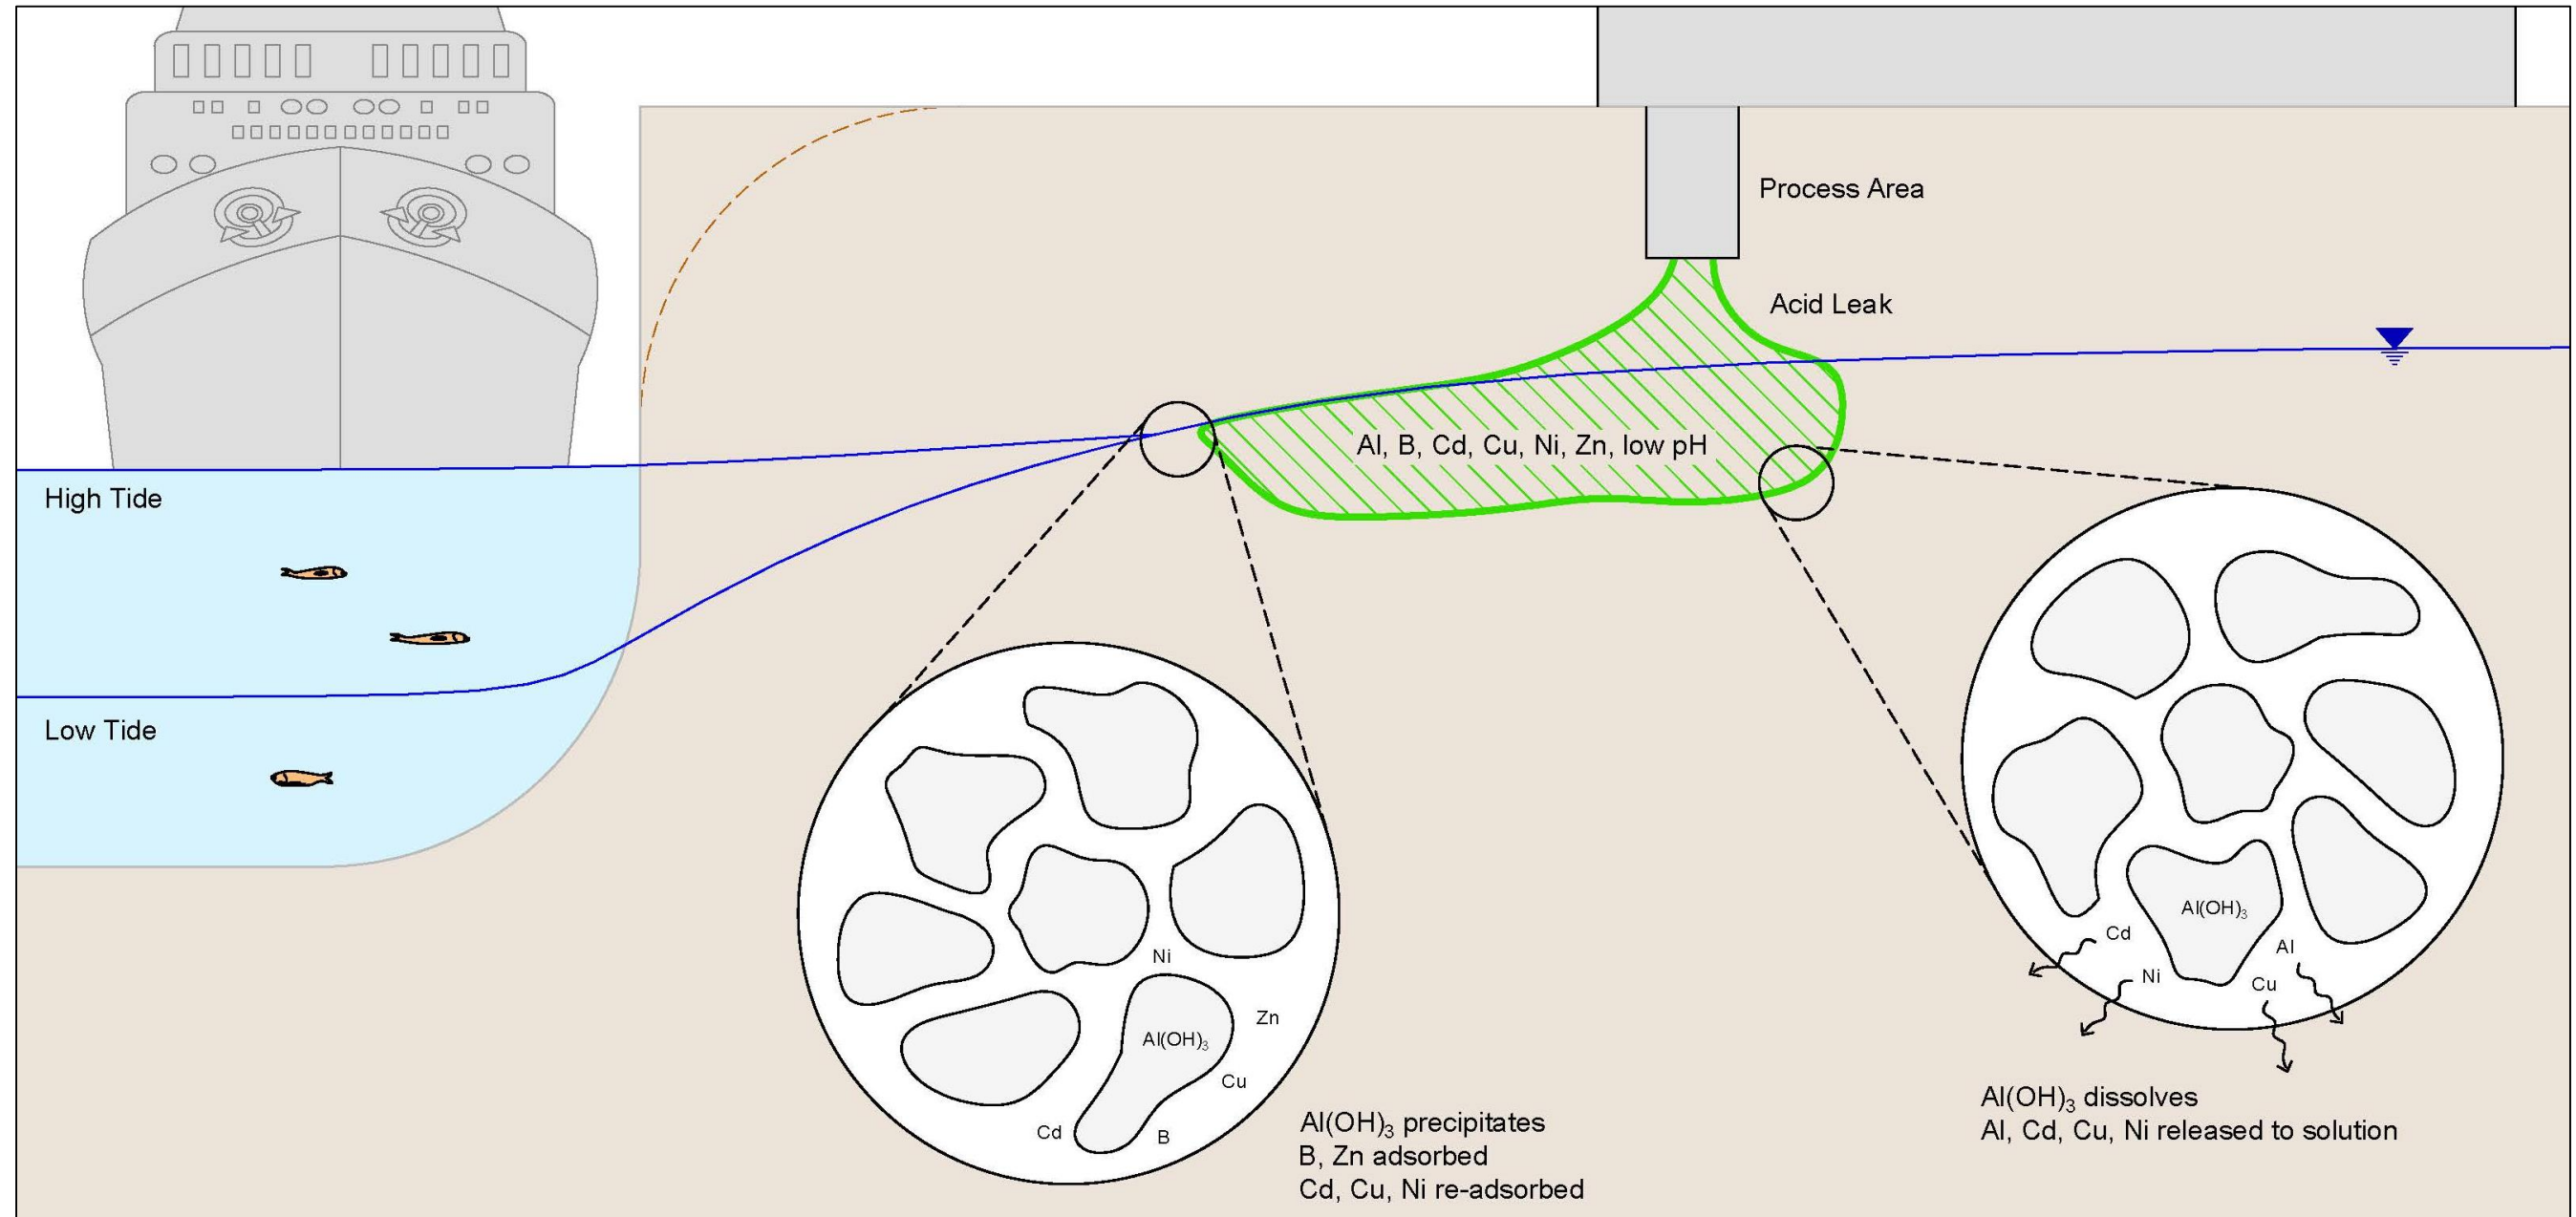 Process Area
Acid Leak
Al, B, Cd, Cu, Ni, Zn, low pH
High Tide
Low Tide
Ni
Zn
Al(OH)₃
Cu
Cd
B
Al(OH)₃ precipitates
B, Zn adsorbed
Cd, Cu, Ni re-adsorbed
Al(OH)₃
Cd
Al
Ni
Cu
Al(OH)₃ dissolves
Al, Cd, Cu, Ni released to solution